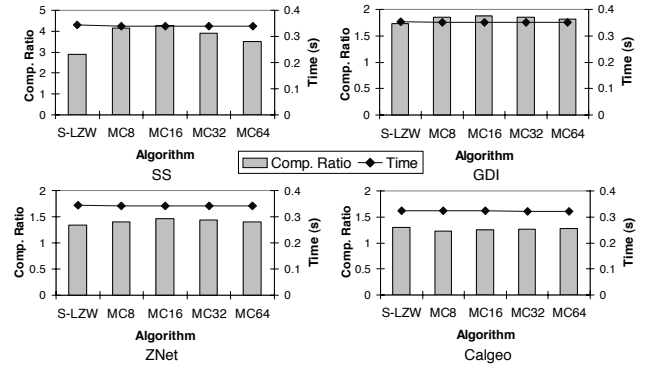 5
4
3
2
1
0
Comp. Ratio
0.4
0.3
0.2
0.1
0
Time (s)
S-LZW MC8 MC16 MC32 MC64
Algorithm
SS
2
1.5
1
0.5
0
Comp. Ratio
0.4
0.3
0.2
0.1
0
Time (s)
S-LZW MC8 MC16 MC32 MC64
Algorithm
GDI
Comp. Ratio Time
2
1.5
1
0.5
0
Comp. Ratio
0.4
0.3
0.2
0.1
0
Time (s)
S-LZW MC8 MC16 MC32 MC64
Algorithm
ZNet
2
1.5
1
0.5
0
Comp. Ratio
0.4
0.3
0.2
0.1
0
Time (s)
S-LZW MC8 MC16 MC32 MC64
Algorithm
Calgeo